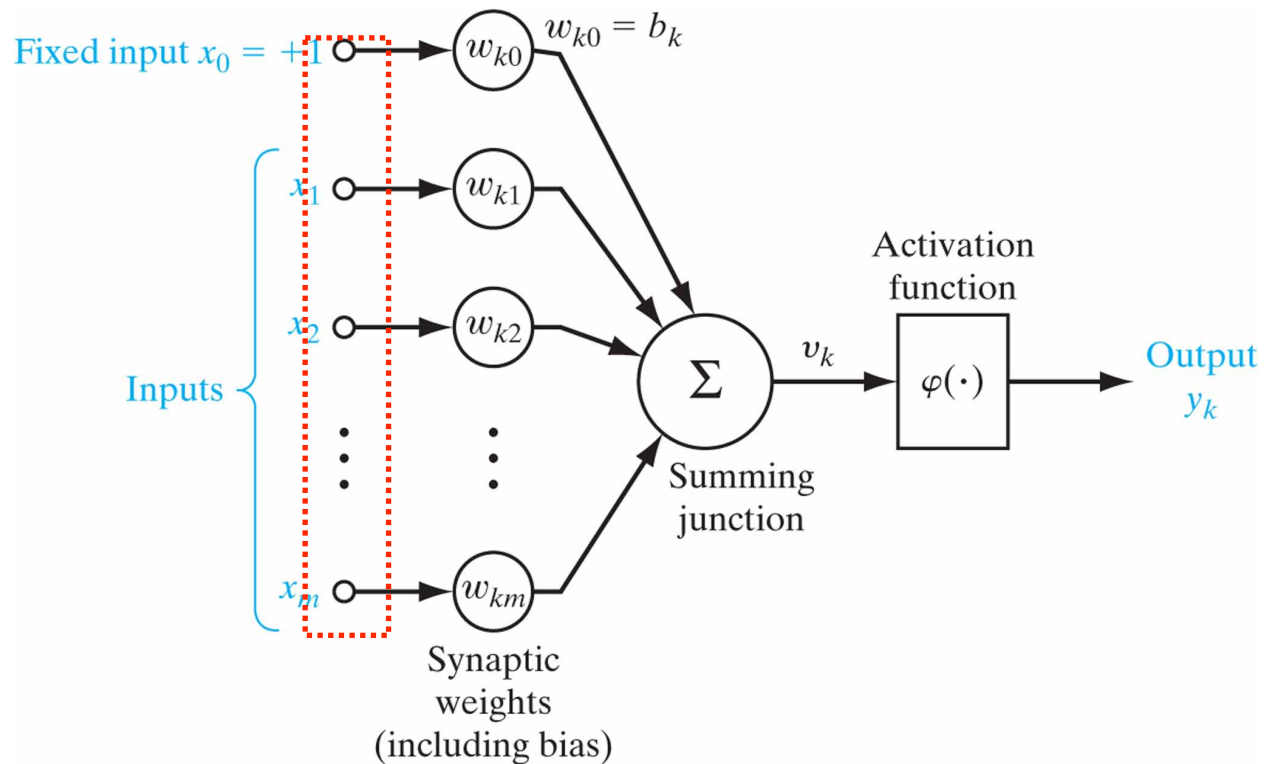 Fixed input x₀ = +1
wₖ₀
wₖ₀ = bₖ
x₁
wₖ₁
Activation
function
x₂
wₖ₂
Inputs
Σ
vₖ
φ(·)
Output
yₖ
Summing
junction
xₘ
wₖₘ
Synaptic
weights
(including bias)